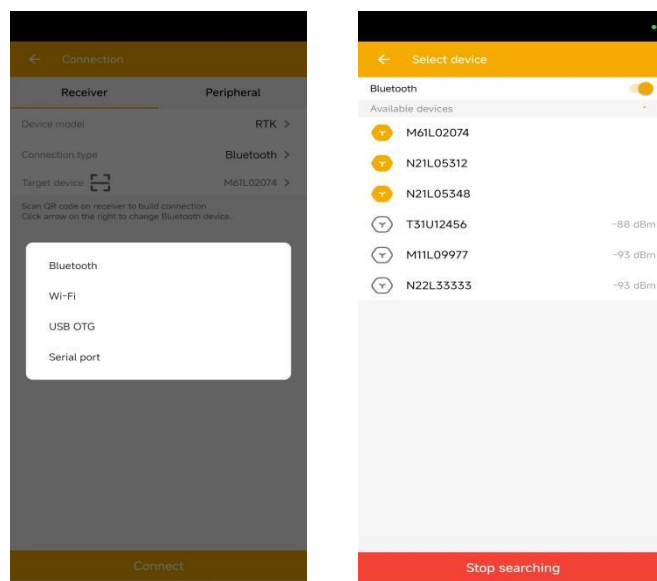 Connection
Receiver Peripheral
Device model RTK >
Connection type Bluetooth >
Target device M61L02074 >
Scan QR code on receiver to build connection
Click arrow on the right to change Bluetooth device.
Bluetooth
Wi-Fi
USB OTG
Serial port
Connect
Select device
Bluetooth
Available devices
M61L02074
N21L05312
N21L05348
T31U12456 -88 dBm
M11L09977 -93 dBm
N22L33333 -93 dBm
Stop searching